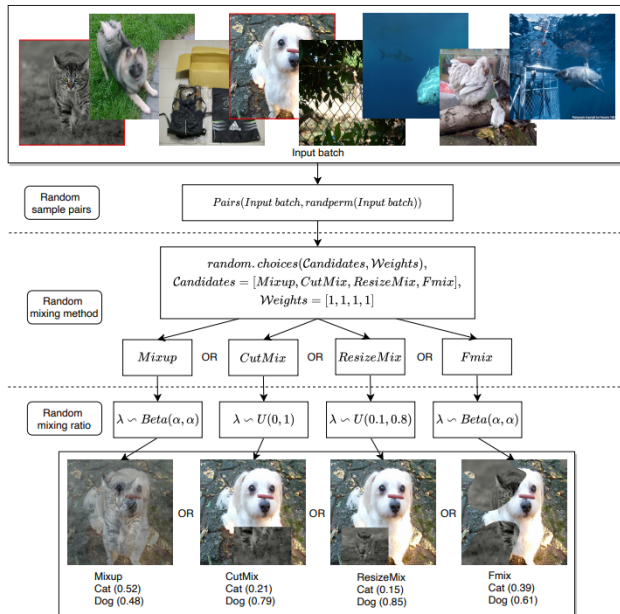 Input batch
Random
sample pairs
Pairs(Input batch, randperm(Input batch))
Random
mixing method
random.choices(Candidates, Weights),
Candidates = [Mixup, CutMix, ResizeMix, Fmix],
Weights = [1, 1, 1, 1]
Mixup OR CutMix OR ResizeMix OR Fmix
Random
mixing ratio
λ ∽ Beta(α, α) λ ∽ U(0, 1) λ ∽ U(0.1, 0.8) λ ∽ Beta(α, α)
OR OR OR
Mixup CutMix ResizeMix Fmix
Cat (0.52) Cat (0.21) Cat (0.15) Cat (0.39)
Dog (0.48) Dog (0.79) Dog (0.85) Dog (0.61)